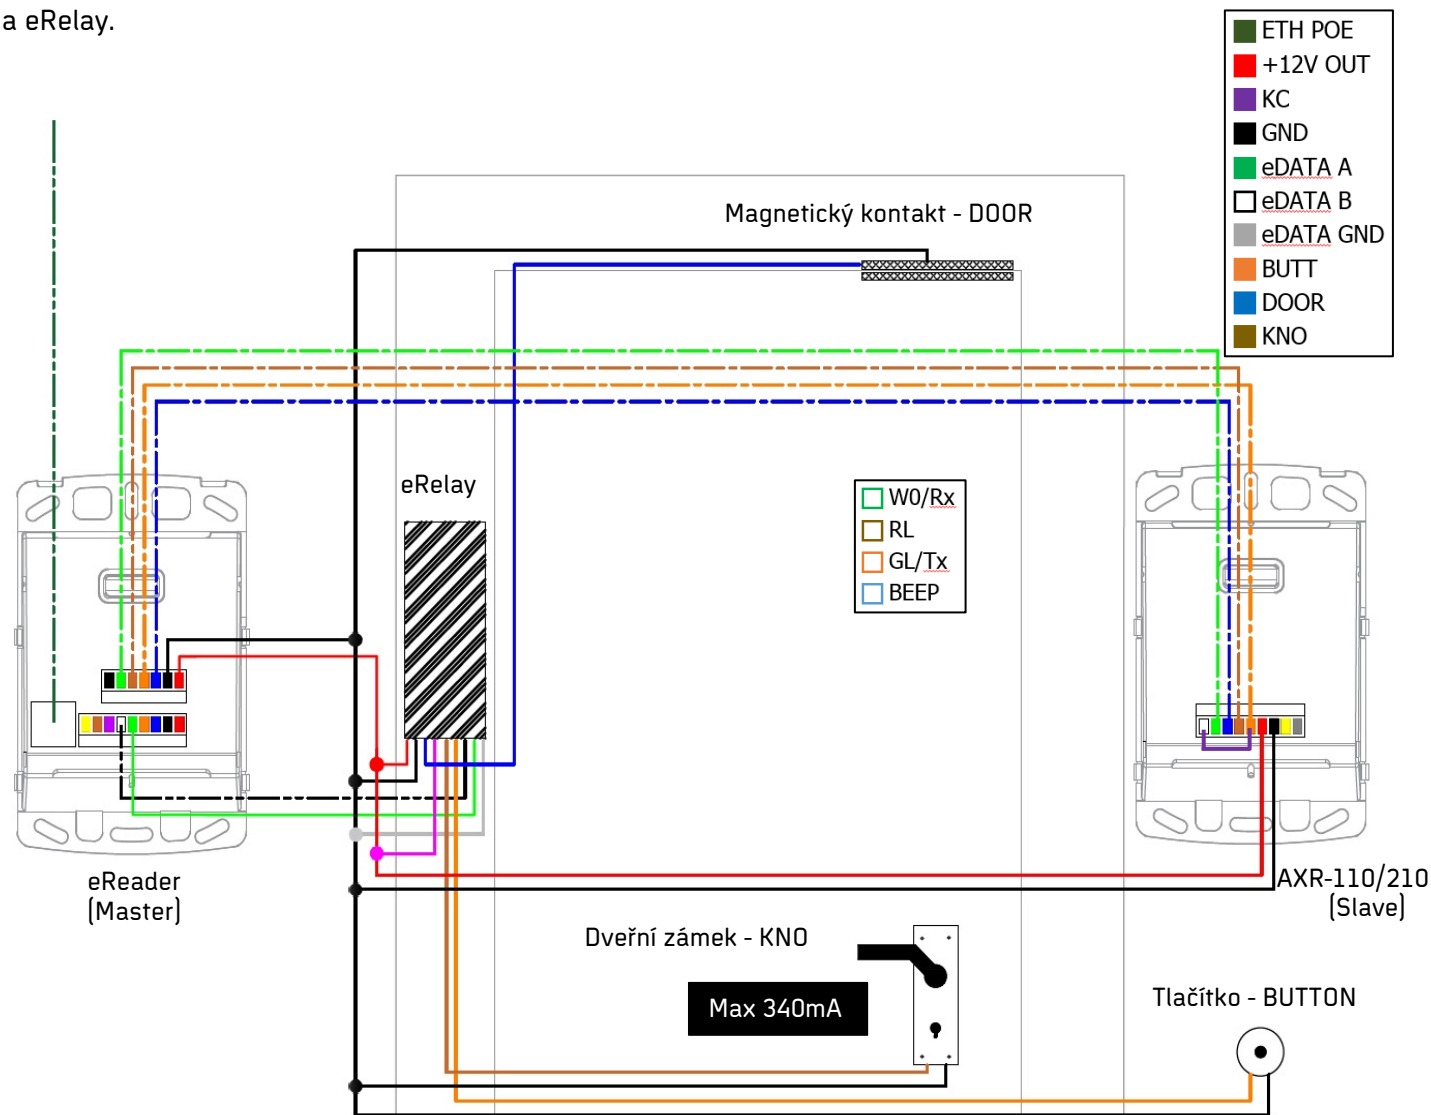 a eRelay.
ETH POE
+12V OUT
KC
GND
eDATA A
eDATA B
eDATA GND
BUTT
DOOR
KNO
Magnetický kontakt - DOOR
eRelay
W0/Rx
RL
GL/Tx
BEEP
eReader
(Master)
AXR-110/210
(Slave)
Dveřní zámek - KNO
Max 340mA
Tlačítko - BUTTON